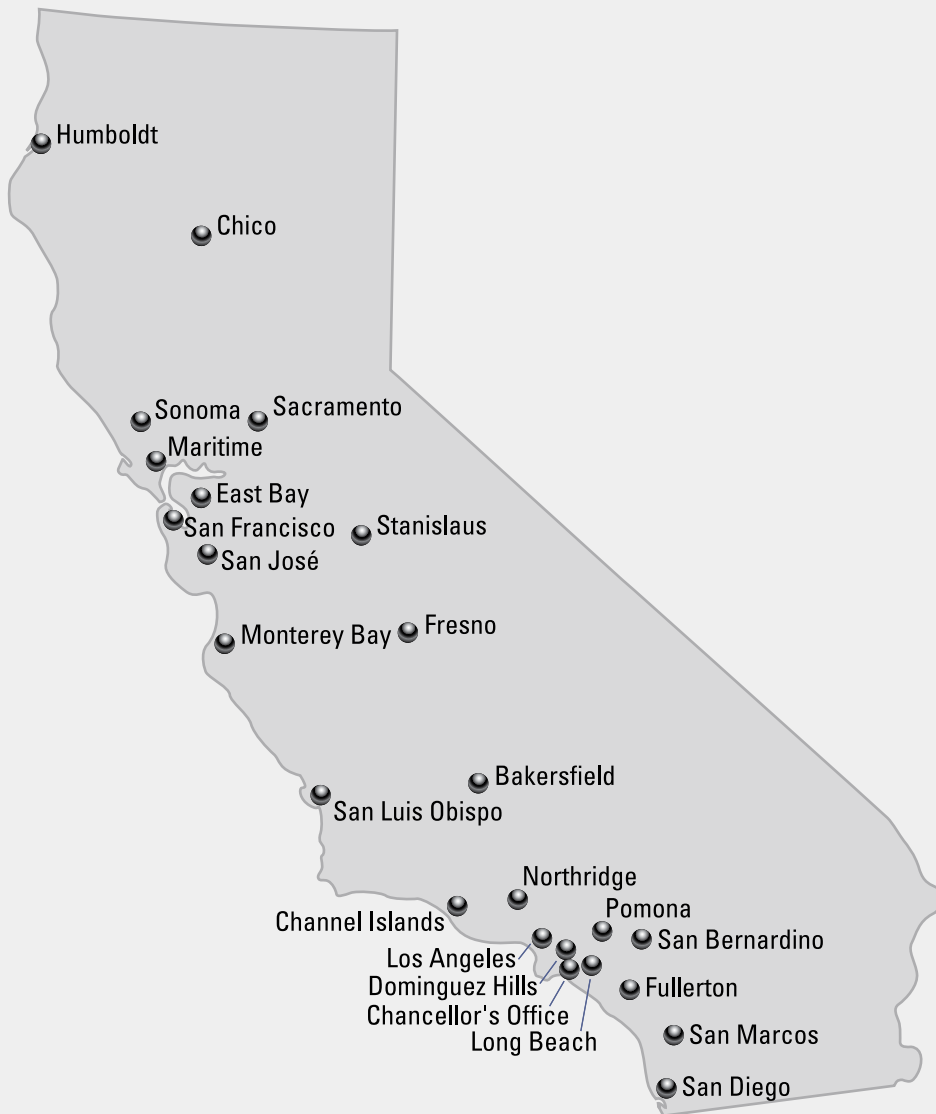 Humboldt
Chico
Sonoma
Sacramento
Maritime
East Bay
San Francisco
Stanislaus
San José
Monterey Bay
Fresno
Bakersfield
San Luis Obispo
Northridge
Pomona
Channel Islands
San Bernardino
Los Angeles
Dominguez Hills
Fullerton
Chancellor's Office
Long Beach
San Marcos
San Diego